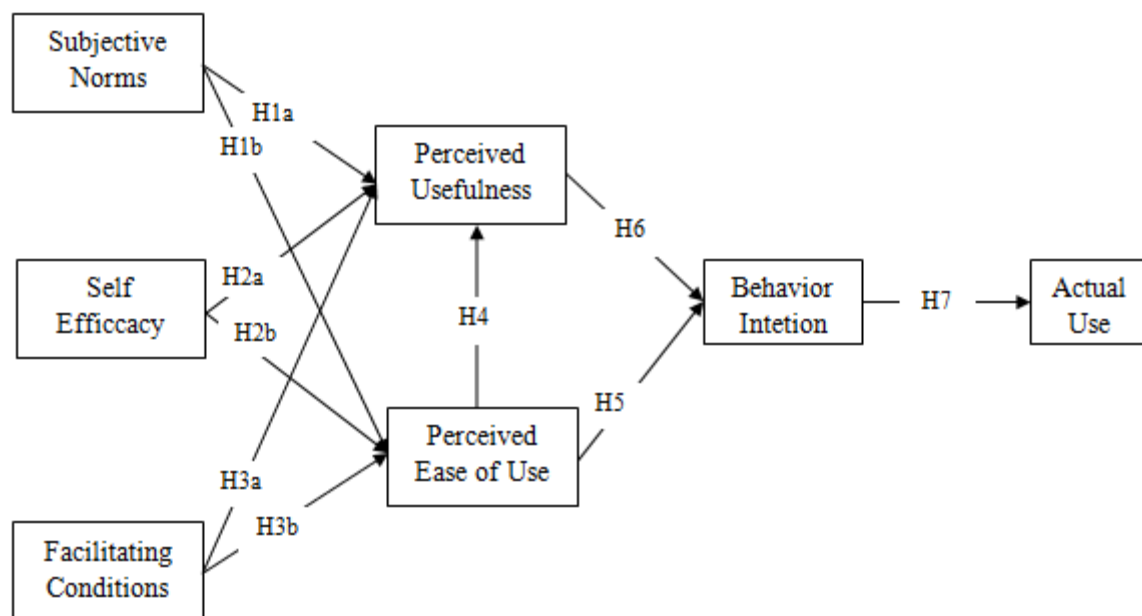 Subjective
Norms
H1a
H1b
Perceived
Usefulness
H6
Self
Efficcacy
H2a
H2b
H4
Behavior
Intetion
H7
Actual
Use
H5
Perceived
Ease of Use
H3a
H3b
Facilitating
Conditions